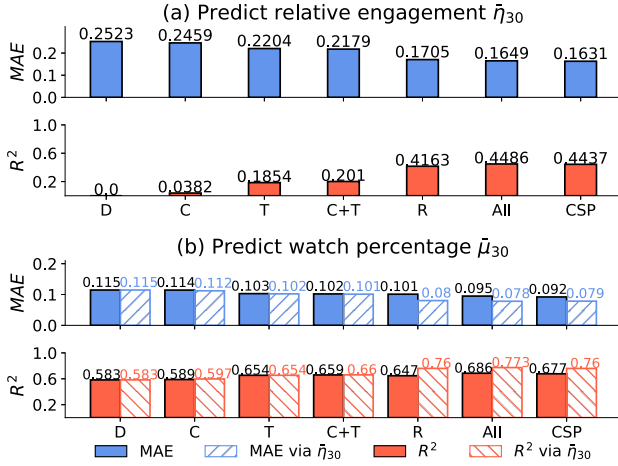 (a) Predict relative engagement η̄30
0.2523 0.2459 0.2204 0.2179 0.1705 0.1649 0.1631
MAE
0.2
0.1
0.0
1.0
R²
0.6
0.2
0.0 0.0382 0.1854 0.201 0.4163 0.4486 0.4437
D C T C+T R All CSP
(b) Predict watch percentage μ̄30
0.2
MAE
0.1
0.0
0.115 0.115 0.114 0.112 0.103 0.102 0.102 0.101 0.101 0.08 0.095 0.078 0.092 0.079
1.0
R²
0.6
0.2
0.583 0.583 0.589 0.597 0.654 0.654 0.659 0.66 0.647 0.76 0.686 0.773 0.677 0.76
D C T C+T R All CSP
MAE MAE via η̄30 R² R² via η̄30